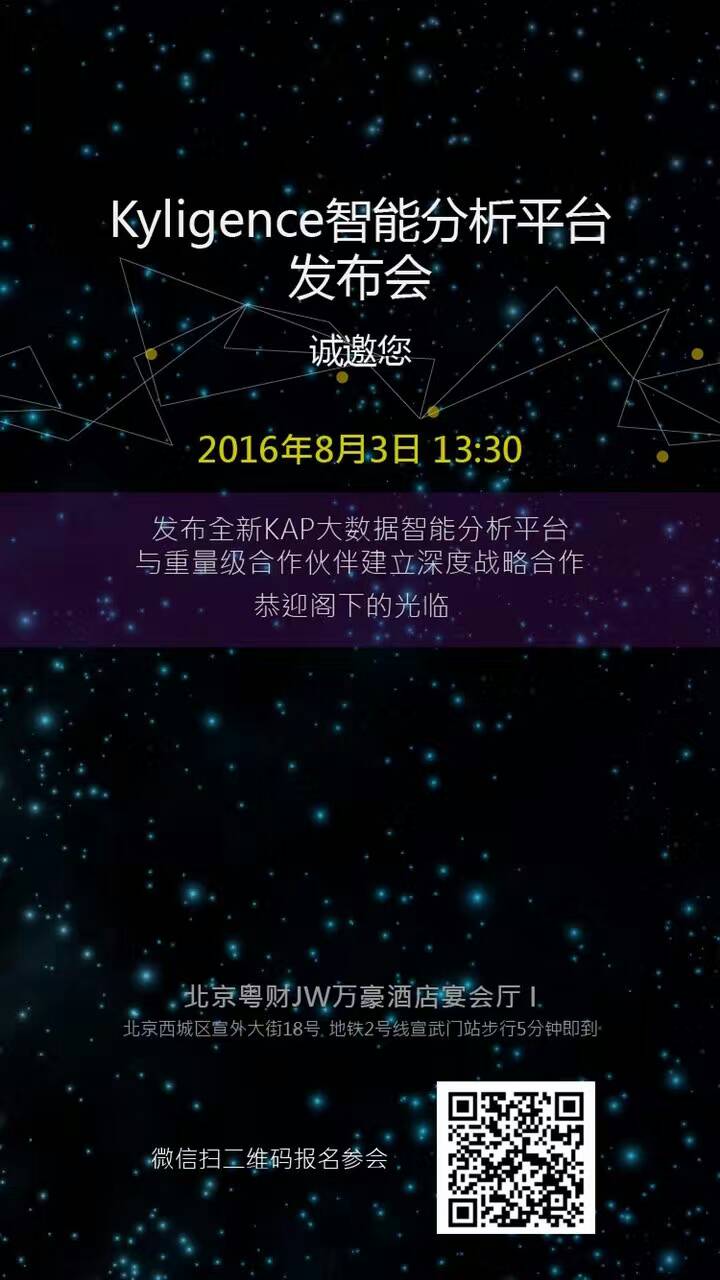 Kyligence智能分析平台
发布会
诚邀您
2016年8月3日 13:30
发布全新KAP大数据智能分析平台
与重量级合作伙伴建立深度战略合作
恭迎阁下的光临
北京粤财JW万豪酒店宴会厅 I
北京西城区宣外大街18号, 地铁2号线宣武门站步行5分钟即到
微信扫二维码报名参会